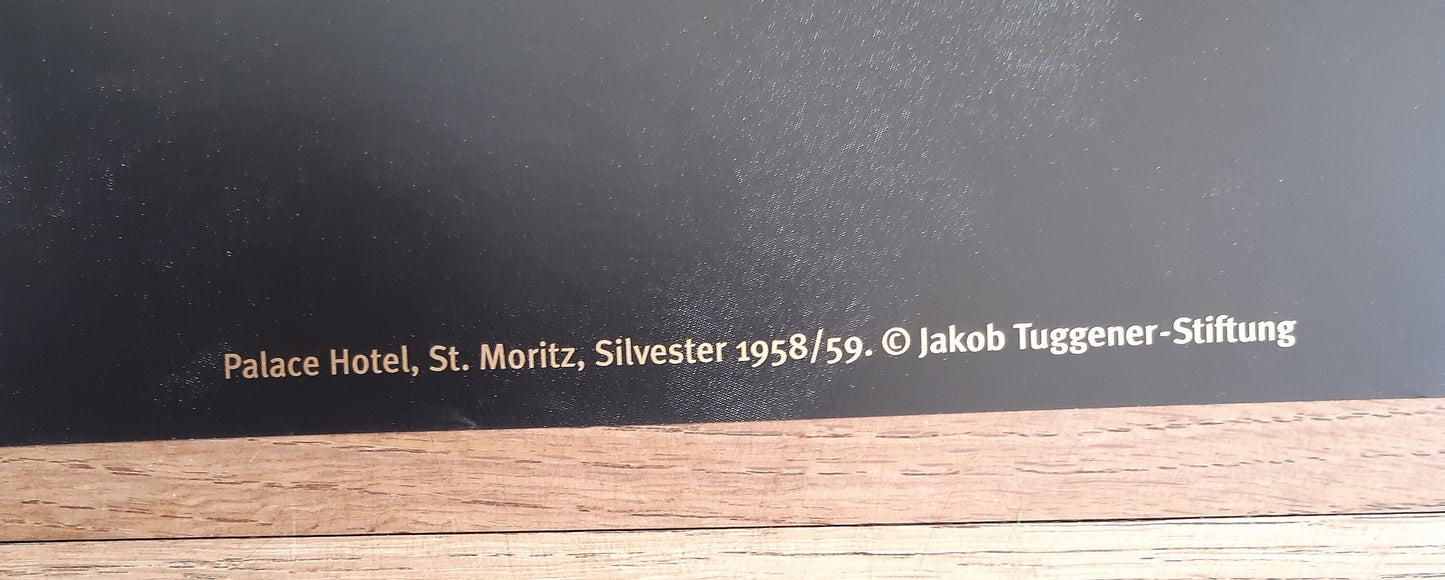 Palace Hotel, St. Moritz, Silvester 1958/59. © Jakob Tuggener-Stiftung